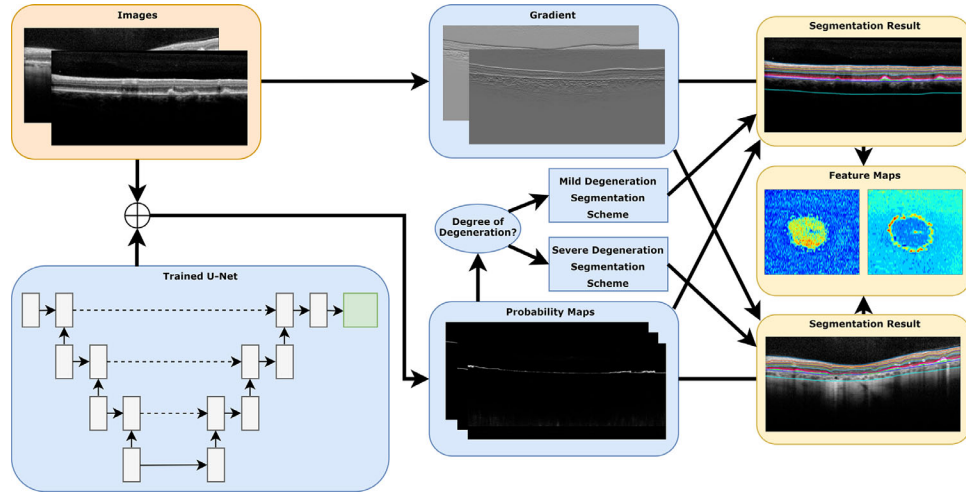 Images
Gradient
Segmentation Result
Mild Degeneration
Segmentation
Scheme
Feature Maps
Degree of
Degeneration?
Severe Degeneration
Segmentation
Scheme
Trained U-Net
Probability Maps
Segmentation Result